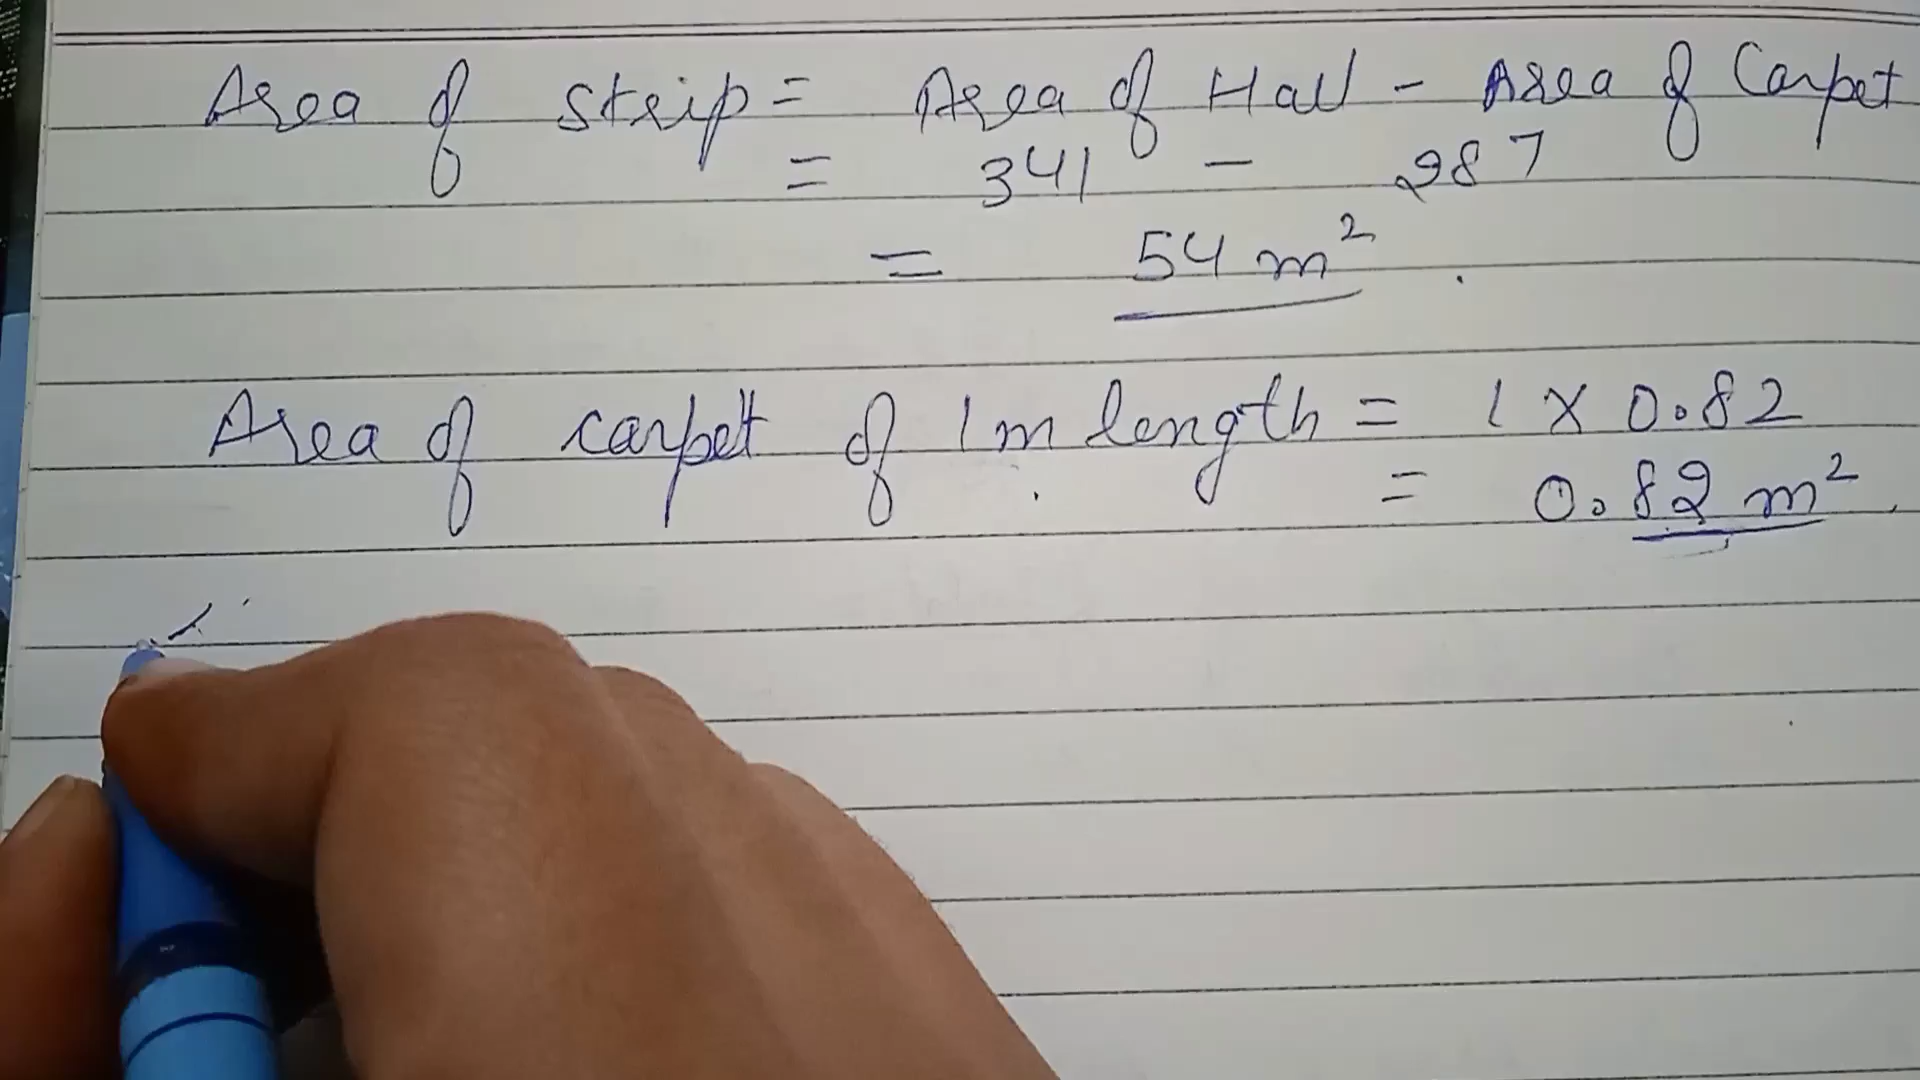 Area of strip = Area of Hall - Area of Carpet
= 341 - 287
= 54 m²
Area of carpet of 1m length = 1 X 0.82
= 0.82 m²